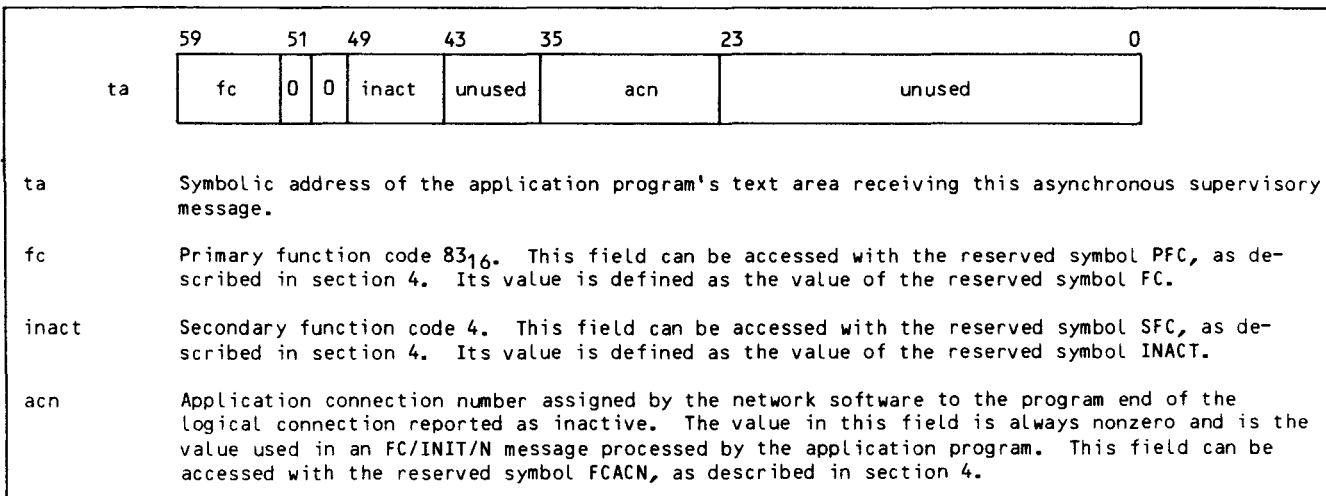 59 51 49 43 35 23 0
ta fc 0 0 inact unused acn unused
ta Symbolic address of the application program's text area receiving this asynchronous supervisory
message.
fc Primary function code 83₁₆. This field can be accessed with the reserved symbol PFC, as de-
scribed in section 4. Its value is defined as the value of the reserved symbol FC.
inact Secondary function code 4. This field can be accessed with the reserved symbol SFC, as de-
scribed in section 4. Its value is defined as the value of the reserved symbol INACT.
acn Application connection number assigned by the network software to the program end of the
logical connection reported as inactive. The value in this field is always nonzero and is the
value used in an FC/INIT/N message processed by the application program. This field can be
accessed with the reserved symbol FCACN, as described in section 4.